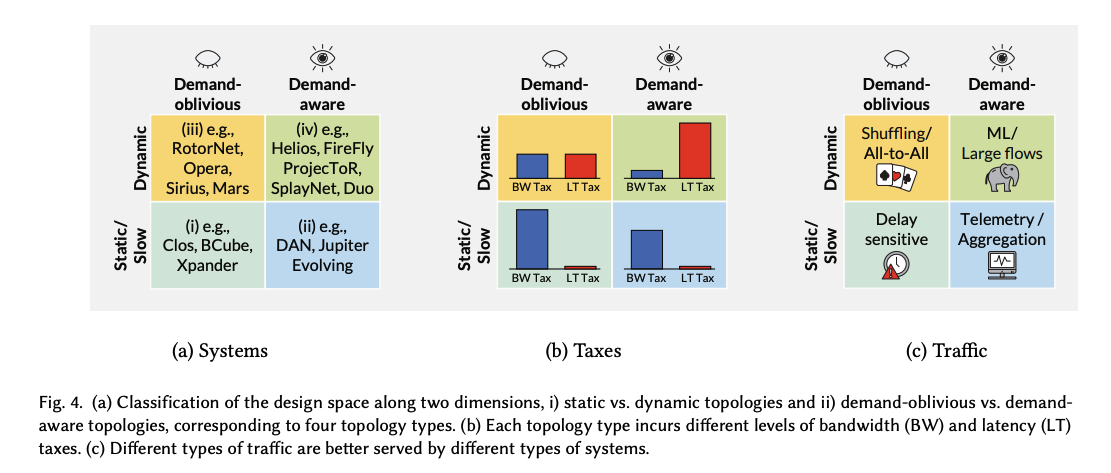 Demand-
oblivious
Demand-
aware
Dynamic
(iii) e.g.,
RotorNet,
Opera,
Sirius, Mars
(iv) e.g.,
Helios, FireFly
ProjecToR,
SplayNet, Duo
Static/
Slow
(i) e.g.,
Clos, BCube,
Xpander
(ii) e.g.,
DAN, Jupiter
Evolving
(a) Systems
Demand-
oblivious
Demand-
aware
Dynamic
BW Tax LT Tax
BW Tax LT Tax
Static/
Slow
BW Tax LT Tax
BW Tax LT Tax
(b) Taxes
Demand-
oblivious
Demand-
aware
Dynamic
Shuffling/
All-to-All
ML/
Large flows
Static/
Slow
Delay
sensitive
Telemetry /
Aggregation
(c) Traffic
Fig. 4. (a) Classification of the design space along two dimensions, i) static vs. dynamic topologies and ii) demand-oblivious vs. demand-
aware topologies, corresponding to four topology types. (b) Each topology type incurs different levels of bandwidth (BW) and latency (LT)
taxes. (c) Different types of traffic are better served by different types of systems.